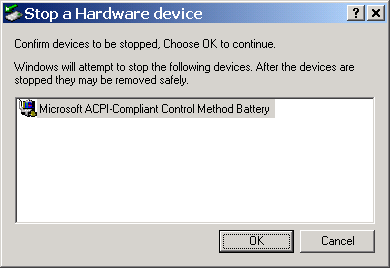 Stop a Hardware device
Confirm devices to be stopped, Choose OK to continue.
Windows will attempt to stop the following devices. After the devices are
stopped they may be removed safely.
Microsoft ACPI-Compliant Control Method Battery
OK Cancel